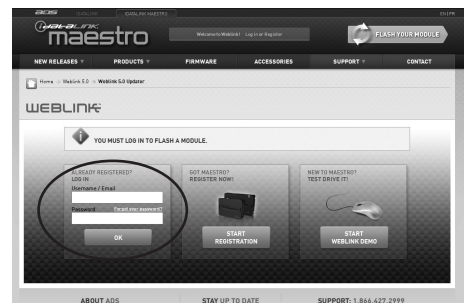 ADS DATALINK IDATALINK MAESTRO EN|FR
iDataLink
maestro
Welcome to Weblink! Log in or Register
FLASH YOUR MODULE
NEW RELEASES PRODUCTS FIRMWARE ACCESSORIES SUPPORT CONTACT
Home > Weblink 5.0 > Weblink 5.0 Updater
WEBLINK
i YOU MUST LOG IN TO FLASH A MODULE.
ALREADY REGISTERED?
LOG IN
Username / Email
Password Forgot your password?
OK
GOT MAESTRO?
REGISTER NOW!
START
REGISTRATION
NEW TO MAESTRO?
TEST DRIVE IT!
START
WEBLINK DEMO
ABOUT ADS STAY UP TO DATE SUPPORT: 1.866.427.2999